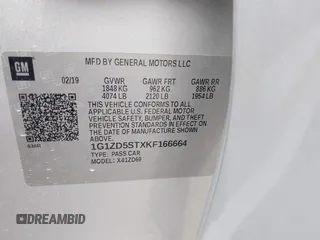 GM
MFD BY GENERAL MOTORS LLC
02/19 GVWR GAWR FRT GAWR RR
1848 KG 962 KG 886 KG
4074 LB 2120 LB 1954 LB
THIS VEHICLE CONFORMS TO ALL APPLICABLE
U.S. FEDERAL MOTOR VEHICLE SAFETY,
BUMPER, AND THEFT PREVENTION
STANDARDS IN EFFECT ON THE DATE OF
MANUFACTURE SHOWN ABOVE.
1G1ZD5STXKF166664
TYPE: PASS CAR
MODEL: X41ZD69
DREAMBID